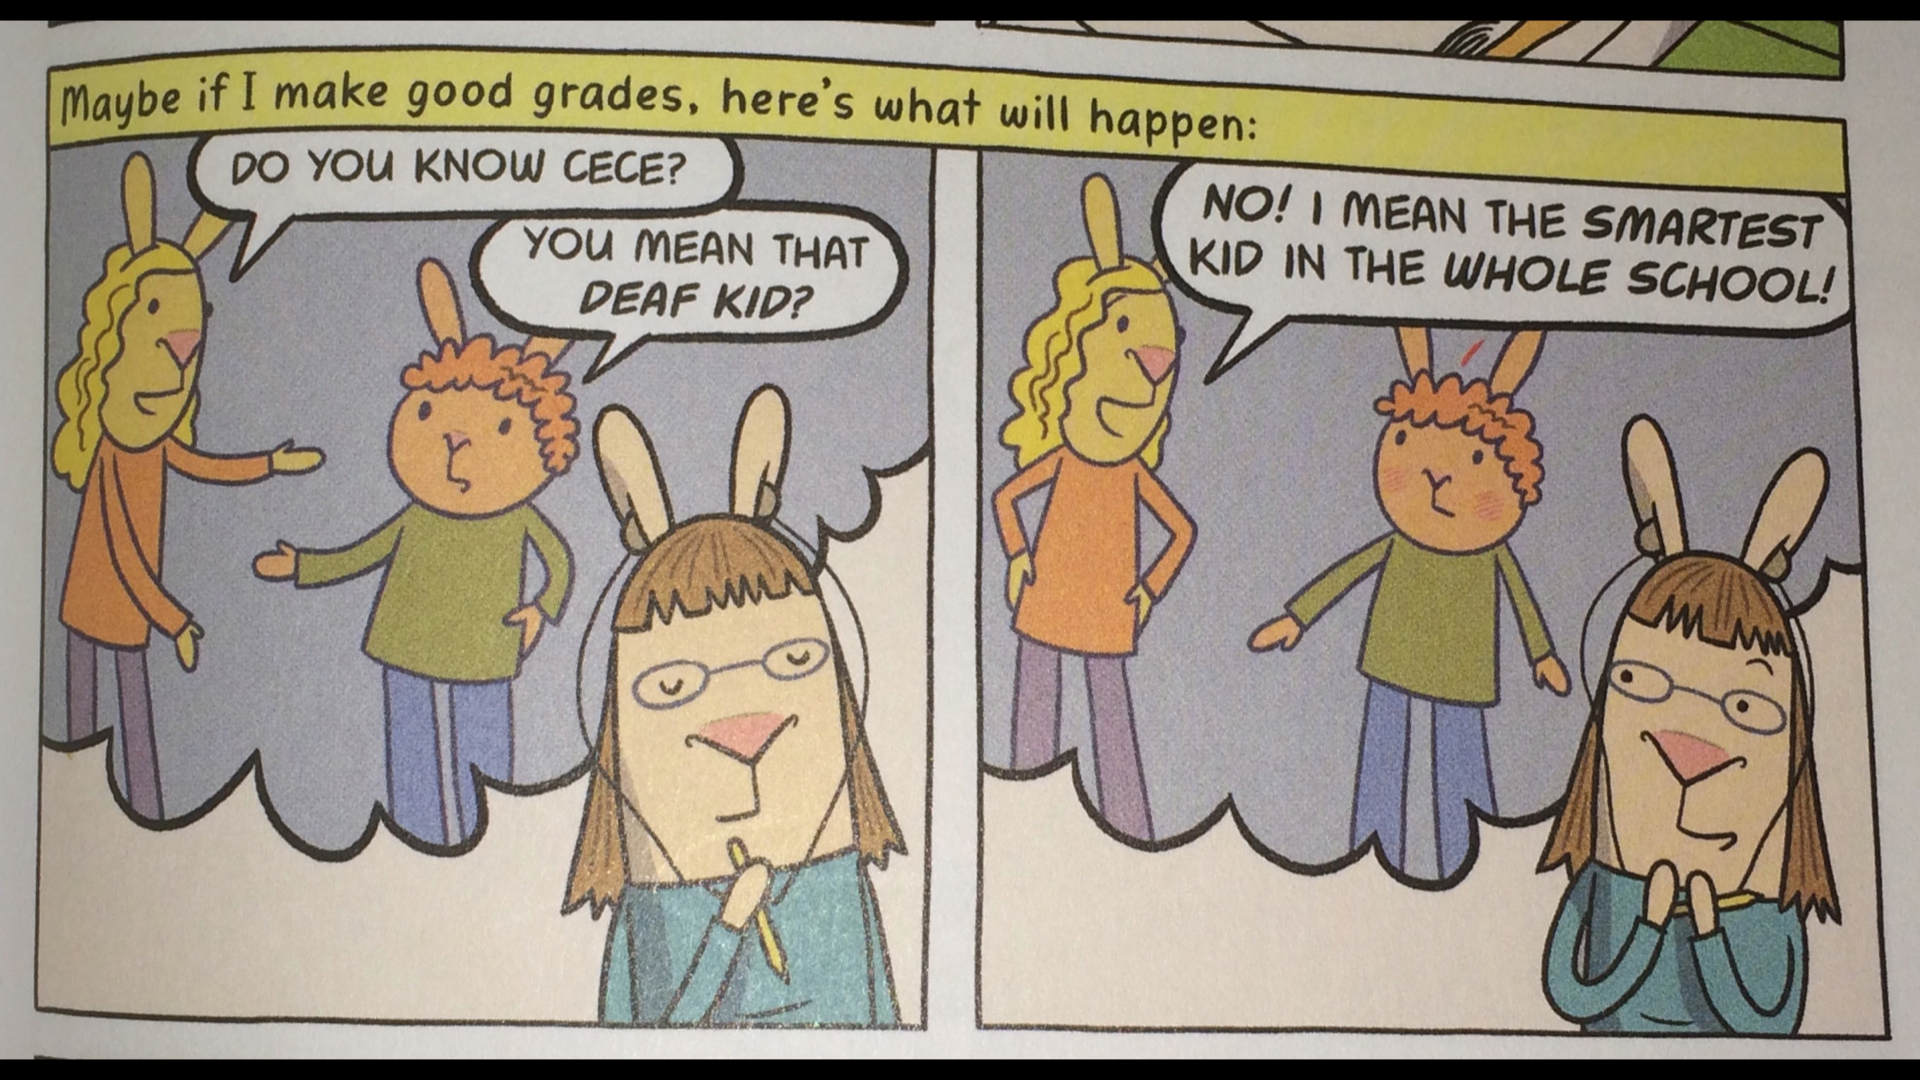 Maybe if I make good grades, here's what will happen:
DO YOU KNOW CECE?
YOU MEAN THAT
DEAF KID?
NO! I MEAN THE SMARTEST
KID IN THE WHOLE SCHOOL!